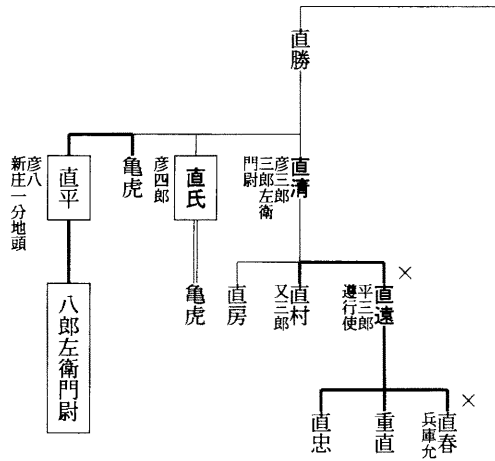 直勝
直清
彦三郎
三郎左衛
門尉
直氏
彦四郎
亀虎
直平
彦八
新庄一分地頭
×
直遠
平三郎
遵行使
直村
又三郎
直房
亀虎
八郎左衛門尉
×
直春
兵庫允
重直
直忠